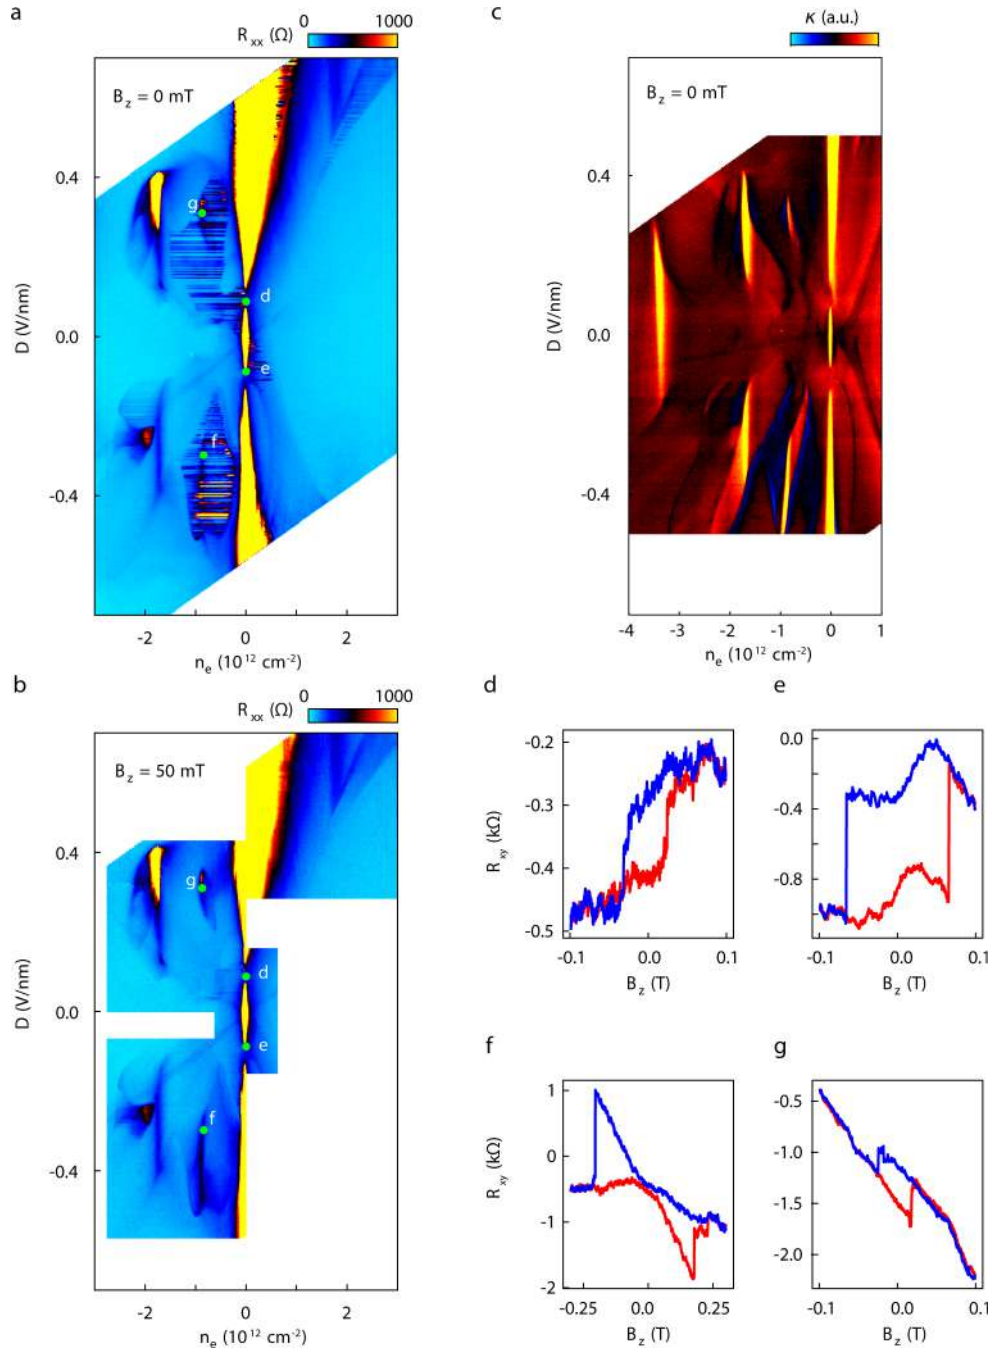 a
0 1000
R xx (Ω)
B z = 0 mT
g
d
e
f
0.4
0.0
-0.4
D (V/nm)
-2 0 2
n e (10 12 cm -2)
c
κ (a.u.)
B z = 0 mT
0.4
0.0
-0.4
D (V/nm)
-4 -3 -2 -1 0 1
n e (10 12 cm -2)
b
0 1000
R xx (Ω)
B z = 50 mT
g
d
e
f
0.4
0.0
-0.4
D (V/nm)
-2 0 2
n e (10 12 cm -2)
d
-0.2
-0.3
-0.4
-0.5
R xy (kΩ)
-0.1 0.0 0.1
B z (T)
e
0.0
-0.4
-0.8
-0.1 0.0 0.1
B z (T)
f
1
0
-1
-2
R xy (kΩ)
-0.25 0.0 0.25
B z (T)
g
-0.5
-1.0
-1.5
-2.0
-0.1 0.0 0.1
B z (T)